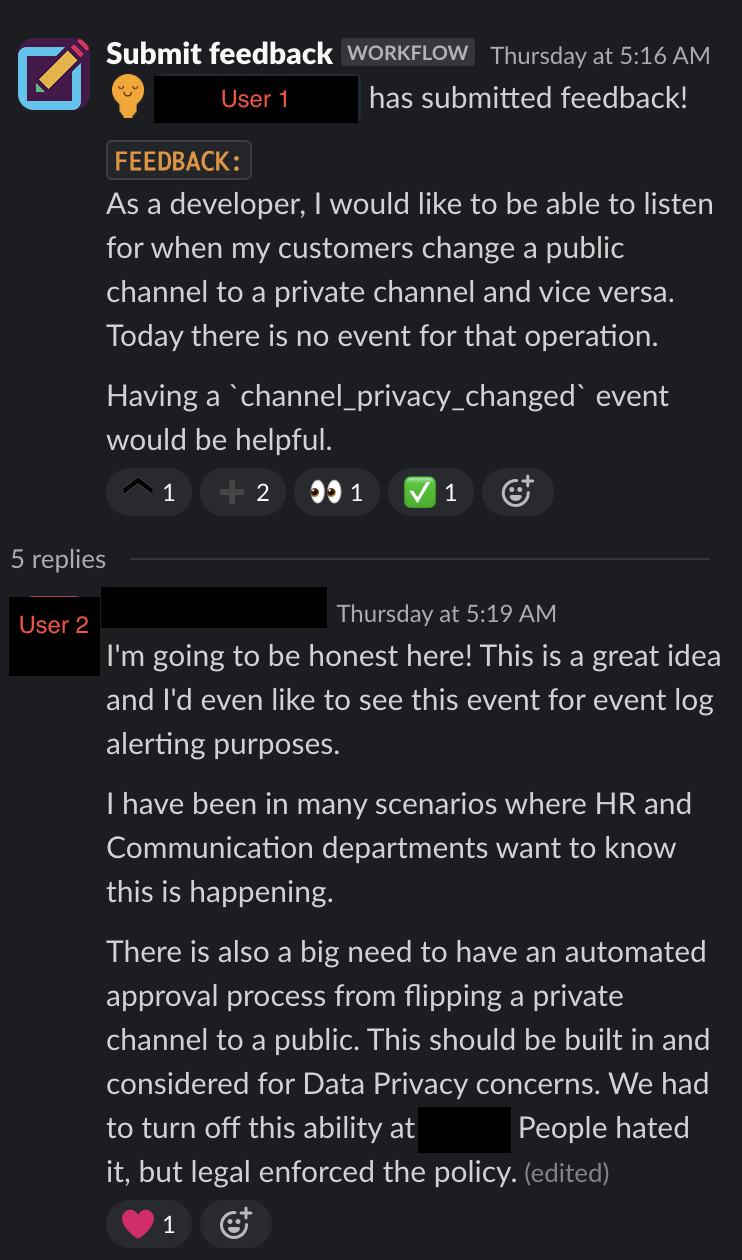 Submit feedback WORKFLOW Thursday at 5:16 AM
User 1 has submitted feedback!
FEEDBACK:
As a developer, I would like to be able to listen
for when my customers change a public
channel to a private channel and vice versa.
Today there is no event for that operation.
Having a `channel_privacy_changed` event
would be helpful.
1 2 1 1
5 replies
User 2 Thursday at 5:19 AM
I'm going to be honest here! This is a great idea
and I'd even like to see this event for event log
alerting purposes.
I have been in many scenarios where HR and
Communication departments want to know
this is happening.
There is also a big need to have an automated
approval process from flipping a private
channel to a public. This should be built in and
considered for Data Privacy concerns. We had
to turn off this ability at People hated
it, but legal enforced the policy. (edited)
1